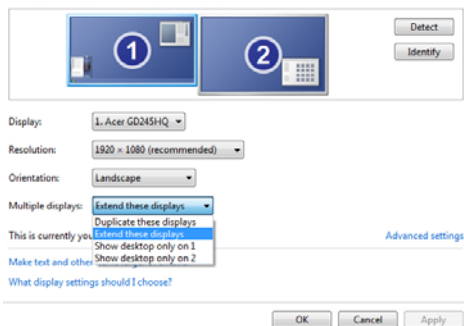 1
2
Detect
Identify
Display: 1. Acer GD245HQ
Resolution: 1920 × 1080 (recommended)
Orientation: Landscape
Multiple displays: Extend these displays
Duplicate these displays
This is currently you Extend these displays Advanced settings
Show desktop only on 1
Make text and othe Show desktop only on 2
What display settings should I choose?
OK Cancel Apply